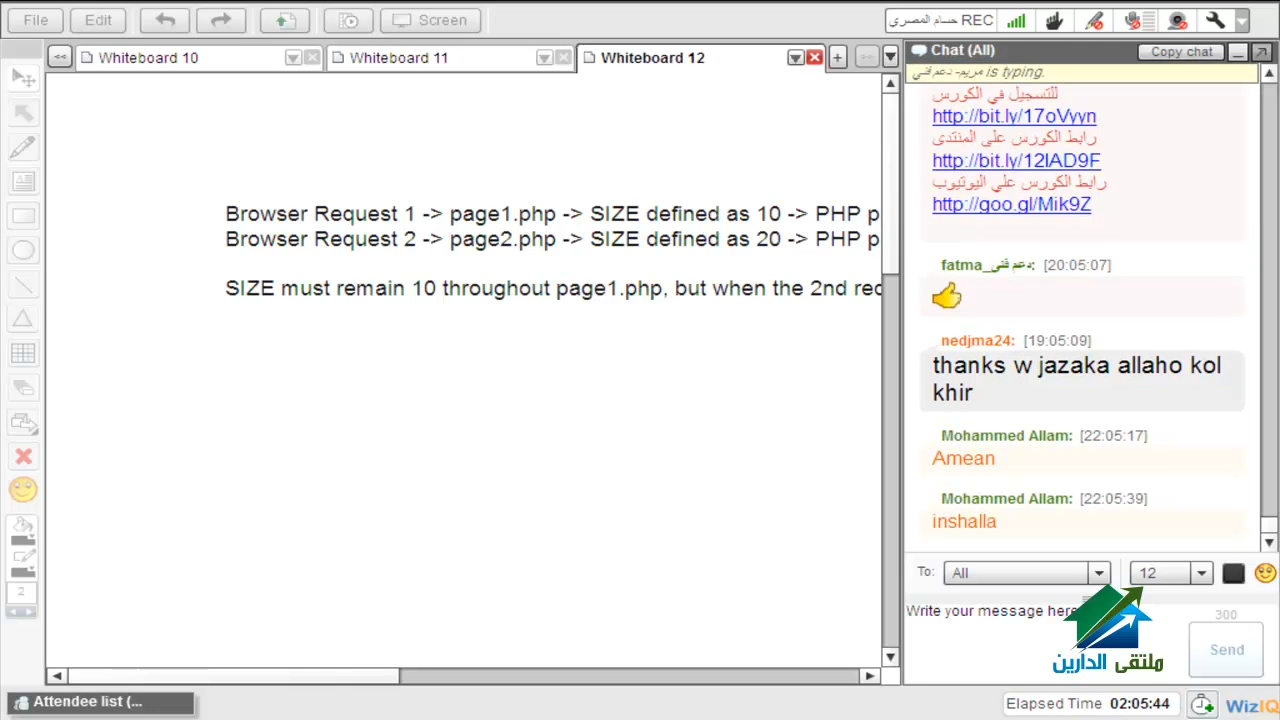 File
Edit
Screen
حسام المصري REC
Whiteboard 10
Whiteboard 11
Whiteboard 12
Browser Request 1 -> page1.php -> SIZE defined as 10 -> PHP p
Browser Request 2 -> page2.php -> SIZE defined as 20 -> PHP p
SIZE must remain 10 throughout page1.php, but when the 2nd rec
2
Chat (All)
Copy chat
مريم- دعم فني is typing.
للتسجيل في الكورس
http://bit.ly/17oVyyn
رابط الكورس على المنتدى
http://bit.ly/12lAD9F
رابط الكورس علي اليوتيوب
http://goo.gl/Mik9Z
fatma_دعم فنى: [20:05:07]
nedjma24: [19:05:09]
thanks w jazaka allaho kol
khir
Mohammed Allam: [22:05:17]
Amean
Mohammed Allam: [22:05:39]
inshalla
To: All
12
Write your message here
300
Send
ملتقى الدارين
Attendee list (...
Elapsed Time 02:05:44
WizIQ